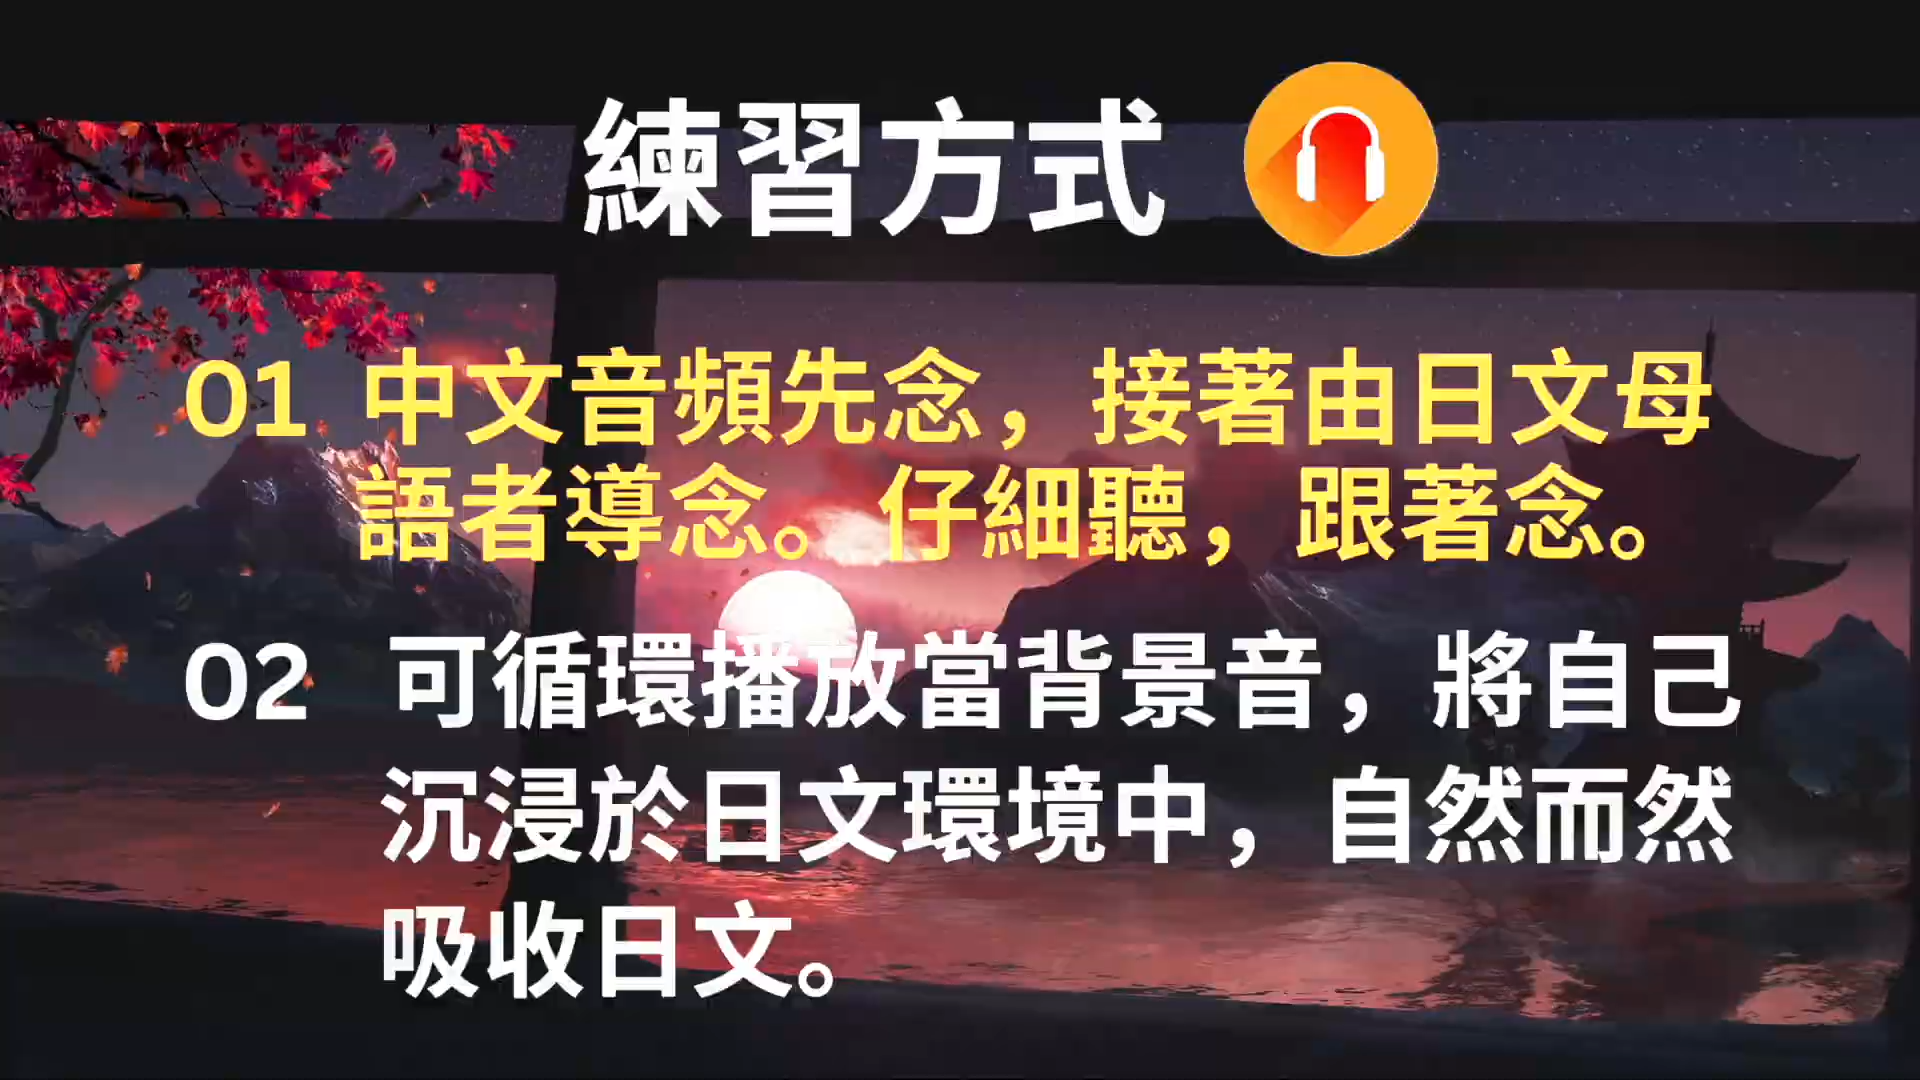 練習方式
01 中文音頻先念，接著由日文母
語者導念。仔細聽，跟著念。
02 可循環播放當背景音，將自己
沉浸於日文環境中，自然而然
吸收日文。